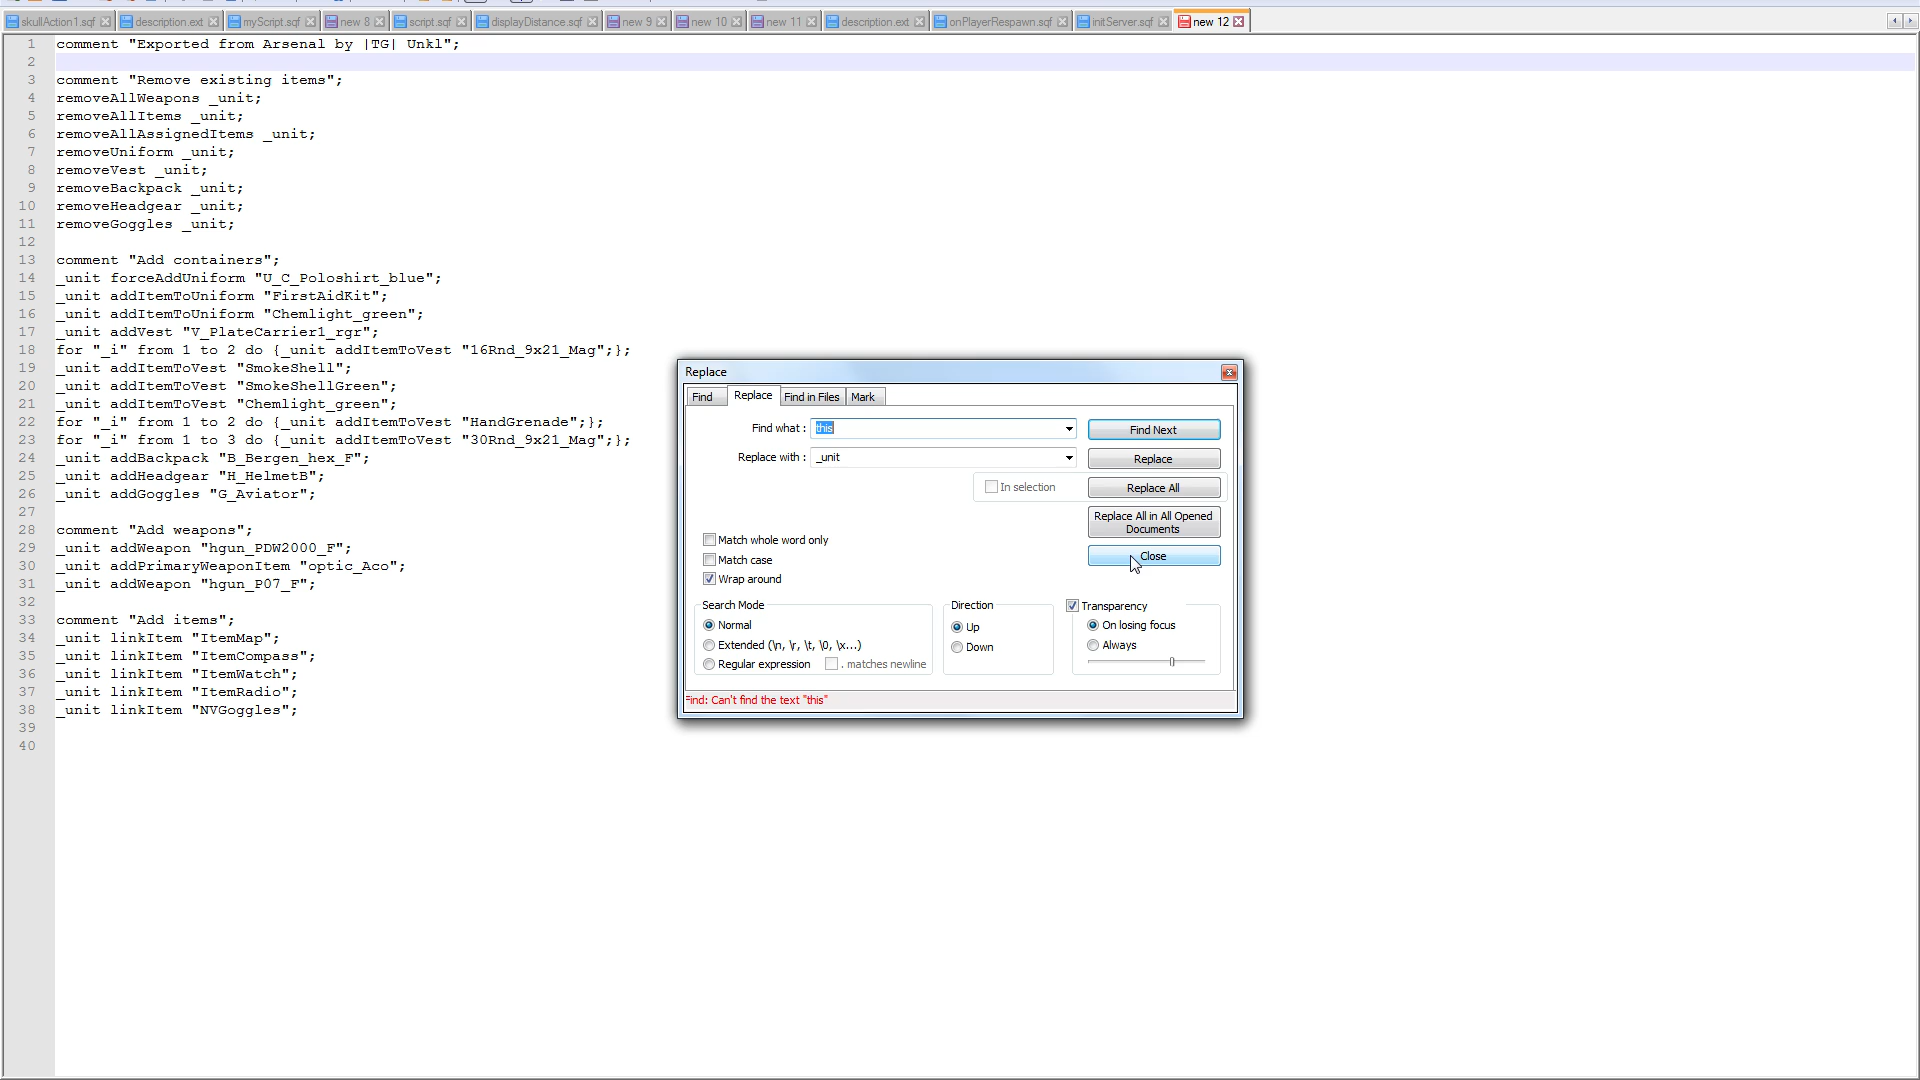 skullAction1.sqf description.ext myScript.sqf new 8 script.sqf displayDistance.sqf new 9 new 10 new 11 description.ext onPlayerRespawn.sqf initServer.sqf new 12
1 comment "Exported from Arsenal by |TG| Unkl";
2
3 comment "Remove existing items";
4 removeAllWeapons _unit;
5 removeAllItems _unit;
6 removeAllAssignedItems _unit;
7 removeUniform _unit;
8 removeVest _unit;
9 removeBackpack _unit;
10 removeHeadgear _unit;
11 removeGoggles _unit;
12
13 comment "Add containers";
14 _unit forceAddUniform "U_C_Poloshirt_blue";
15 _unit addItemToUniform "FirstAidKit";
16 _unit addItemToUniform "Chemlight_green";
17 _unit addVest "V_PlateCarrier1_rgr";
18 for "_i" from 1 to 2 do {_unit addItemToVest "16Rnd_9x21_Mag";};
19 _unit addItemToVest "SmokeShell";
20 _unit addItemToVest "SmokeShellGreen";
21 _unit addItemToVest "Chemlight_green";
22 for "_i" from 1 to 2 do {_unit addItemToVest "HandGrenade";};
23 for "_i" from 1 to 3 do {_unit addItemToVest "30Rnd_9x21_Mag";};
24 _unit addBackpack "B_Bergen_hex_F";
25 _unit addHeadgear "H_HelmetB";
26 _unit addGoggles "G_Aviator";
27
28 comment "Add weapons";
29 _unit addWeapon "hgun_PDW2000_F";
30 _unit addPrimaryWeaponItem "optic_Aco";
31 _unit addWeapon "hgun_P07_F";
32
33 comment "Add items";
34 _unit linkItem "ItemMap";
35 _unit linkItem "ItemCompass";
36 _unit linkItem "ItemWatch";
37 _unit linkItem "ItemRadio";
38 _unit linkItem "NVGoggles";
39
40
Replace
Find Replace Find in Files Mark
Find what : this Find Next
Replace with : _unit Replace
In selection Replace All
Replace All in All Opened
Documents
Match whole word only
Close
Match case
Wrap around
Search Mode Direction Transparency
Normal Up On losing focus
Extended (\n, \r, \t, \0, \x...) Down Always
Regular expression . matches newline
Find: Can't find the text "this"